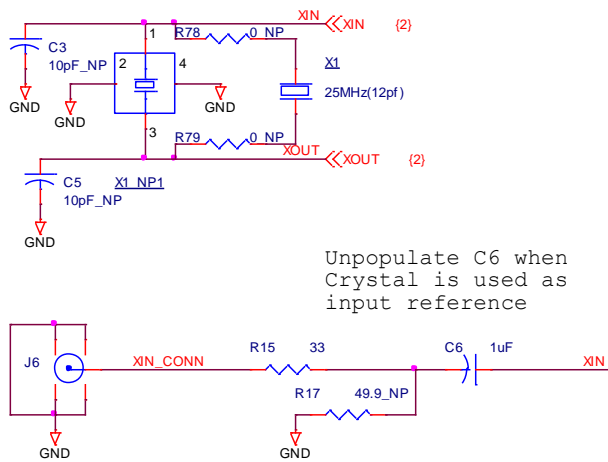 XIN {2}
R78 0_NP
C3
10pF_NP
1
2 4
X1
25MHz(12pf)
GND GND GND
3
R79 0_NP
XOUT
XOUT {2}
C5
10pF_NP
X1_NP1
GND
Unpopulate C6 when
Crystal is used as
input reference
J6
XIN_CONN
R15 33
C6 1uF
XIN
R17 49.9_NP
GND GND
XIN